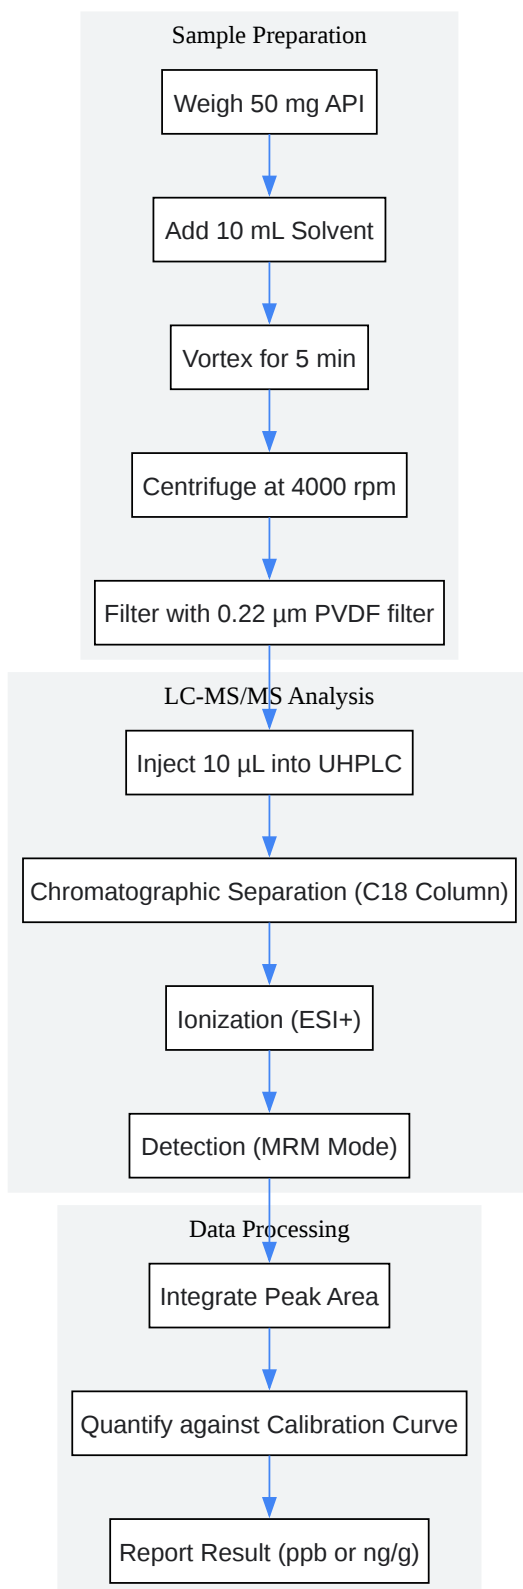 Sample Preparation
Weigh 50 mg API
Add 10 mL Solvent
Vortex for 5 min
Centrifuge at 4000 rpm
Filter with 0.22 µm PVDF filter
LC-MS/MS Analysis
Inject 10 µL into UHPLC
Chromatographic Separation (C18 Column)
Ionization (ESI+)
Detection (MRM Mode)
Data Processing
Integrate Peak Area
Quantify against Calibration Curve
Report Result (ppb or ng/g)